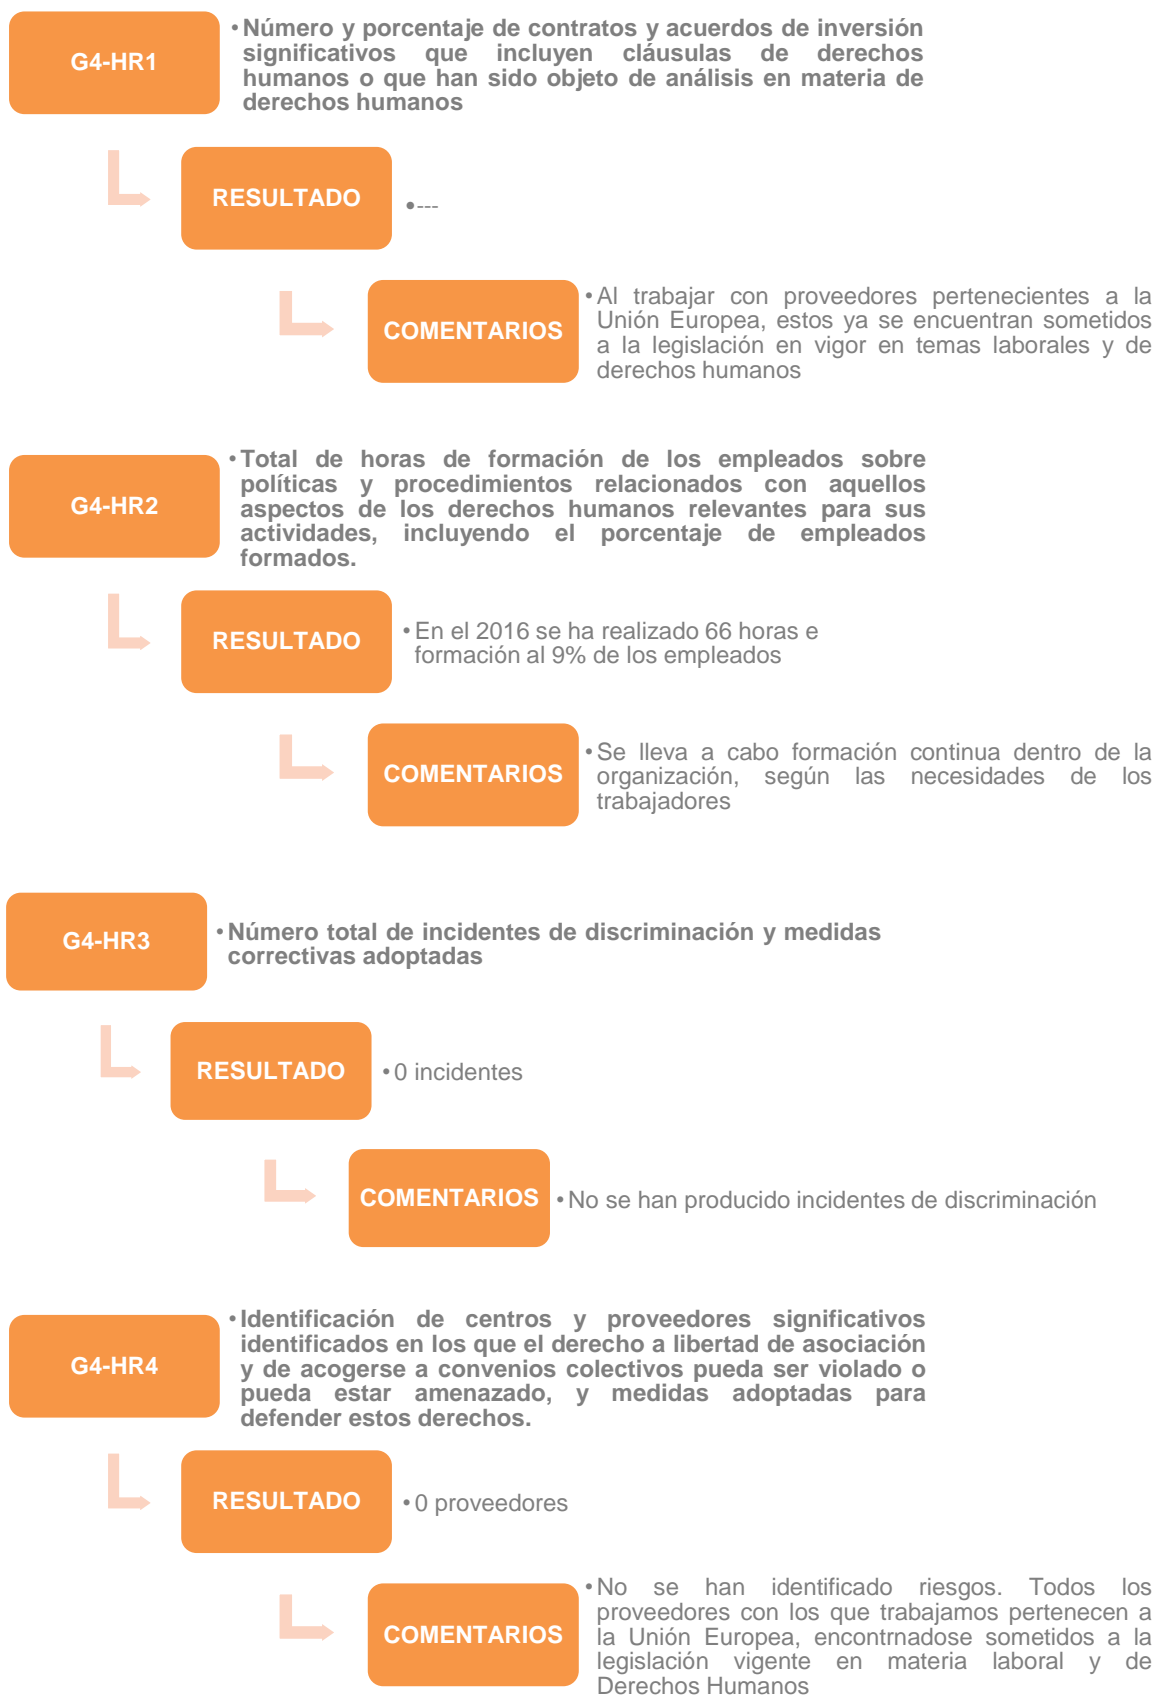 G4-HR1
•Número y porcentaje de contratos y acuerdos de inversión
significativos que incluyen cláusulas de derechos
humanos o que han sido objeto de análisis en materia de
derechos humanos
RESULTADO
•---
COMENTARIOS
•Al trabajar con proveedores pertenecientes a la
Unión Europea, estos ya se encuentran sometidos
a la legislación en vigor en temas laborales y de
derechos humanos
G4-HR2
•Total de horas de formación de los empleados sobre
políticas y procedimientos relacionados con aquellos
aspectos de los derechos humanos relevantes para sus
actividades, incluyendo el porcentaje de empleados
formados.
RESULTADO
•En el 2016 se ha realizado 66 horas e
formación al 9% de los empleados
COMENTARIOS
•Se lleva a cabo formación continua dentro de la
organización, según las necesidades de los
trabajadores
G4-HR3
•Número total de incidentes de discriminación y medidas
correctivas adoptadas
RESULTADO
•0 incidentes
COMENTARIOS
•No se han producido incidentes de discriminación
G4-HR4
•Identificación de centros y proveedores significativos
identificados en los que el derecho a libertad de asociación
y de acogerse a convenios colectivos pueda ser violado o
pueda estar amenazado, y medidas adoptadas para
defender estos derechos.
RESULTADO
•0 proveedores
COMENTARIOS
•No se han identificado riesgos. Todos los
proveedores con los que trabajamos pertenecen a
la Unión Europea, encontrnadose sometidos a la
legislación vigente en materia laboral y de
Derechos Humanos